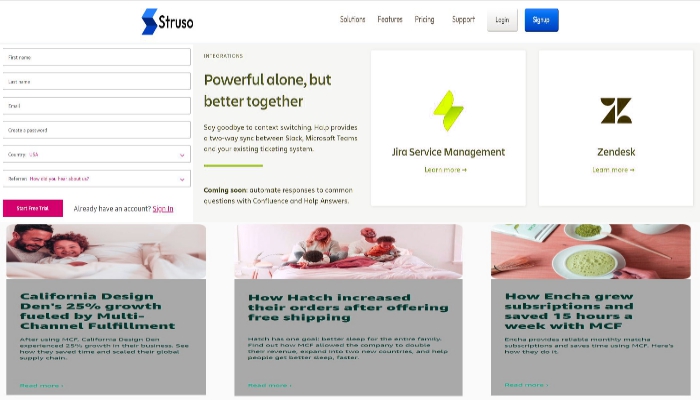 Struso
Solutions Features Pricing Support Login Signup
First name
Last name
Email
Create a password
Country USA
Referrer How did you hear about us?
Start Free Trial Already have an account? Sign In
INTEGRATIONS
Powerful alone, but
better together
Say goodbye to context switching. Halp provides
a two-way sync between Slack, Microsoft Teams
and your existing ticketing system.
Coming soon: automate responses to common
questions with Confluence and Halp Answers.
Jira Service Management
Learn more →
Zendesk
Learn more →
California Design
Den's 25% growth
fueled by Multi-
Channel Fulfillment
After using MCF, California Design Den
experienced 25% growth in their business. See
how they saved time and scaled their global
supply chain.
Read more ›
How Hatch increased
their orders after offering
free shipping
Hatch has one goal: better sleep for the entire family.
Find out how MCF allowed the company to double
their revenue, expand into two new countries, and help
people get better sleep, faster.
Read more ›
How Encha grew
subsriptions and
saved 15 hours a
week with MCF
Encha provides reliable monthly matcha
subscriptions and saves time using MCF. Here's
how they do it.
Read more ›